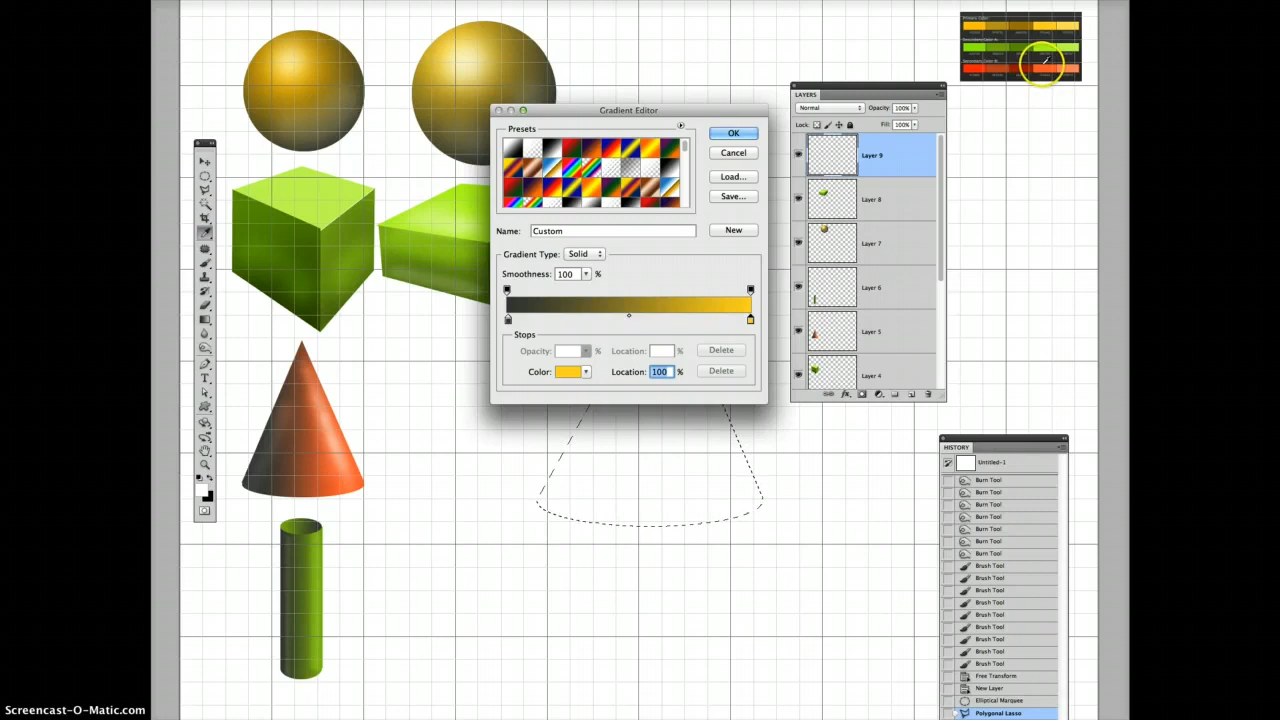 Gradient Editor
Presets
OK
Cancel
Load...
Save...
Name: Custom
New
Gradient Type: Solid
Smoothness: 100 %
Stops
Opacity: % Location: % Delete
Color: Location: 100 % Delete
LAYERS
Normal Opacity: 100%
Lock: Fill: 100%
Layer 9
Layer 8
Layer 7
Layer 6
Layer 5
Layer 4
HISTORY
Untitled-1
Burn Tool
Burn Tool
Burn Tool
Burn Tool
Burn Tool
Burn Tool
Burn Tool
Brush Tool
Brush Tool
Brush Tool
Brush Tool
Brush Tool
Brush Tool
Brush Tool
Brush Tool
Brush Tool
Free Transform
New Layer
Elliptical Marquee
Polygonal Lasso
Screencast-O-Matic.com